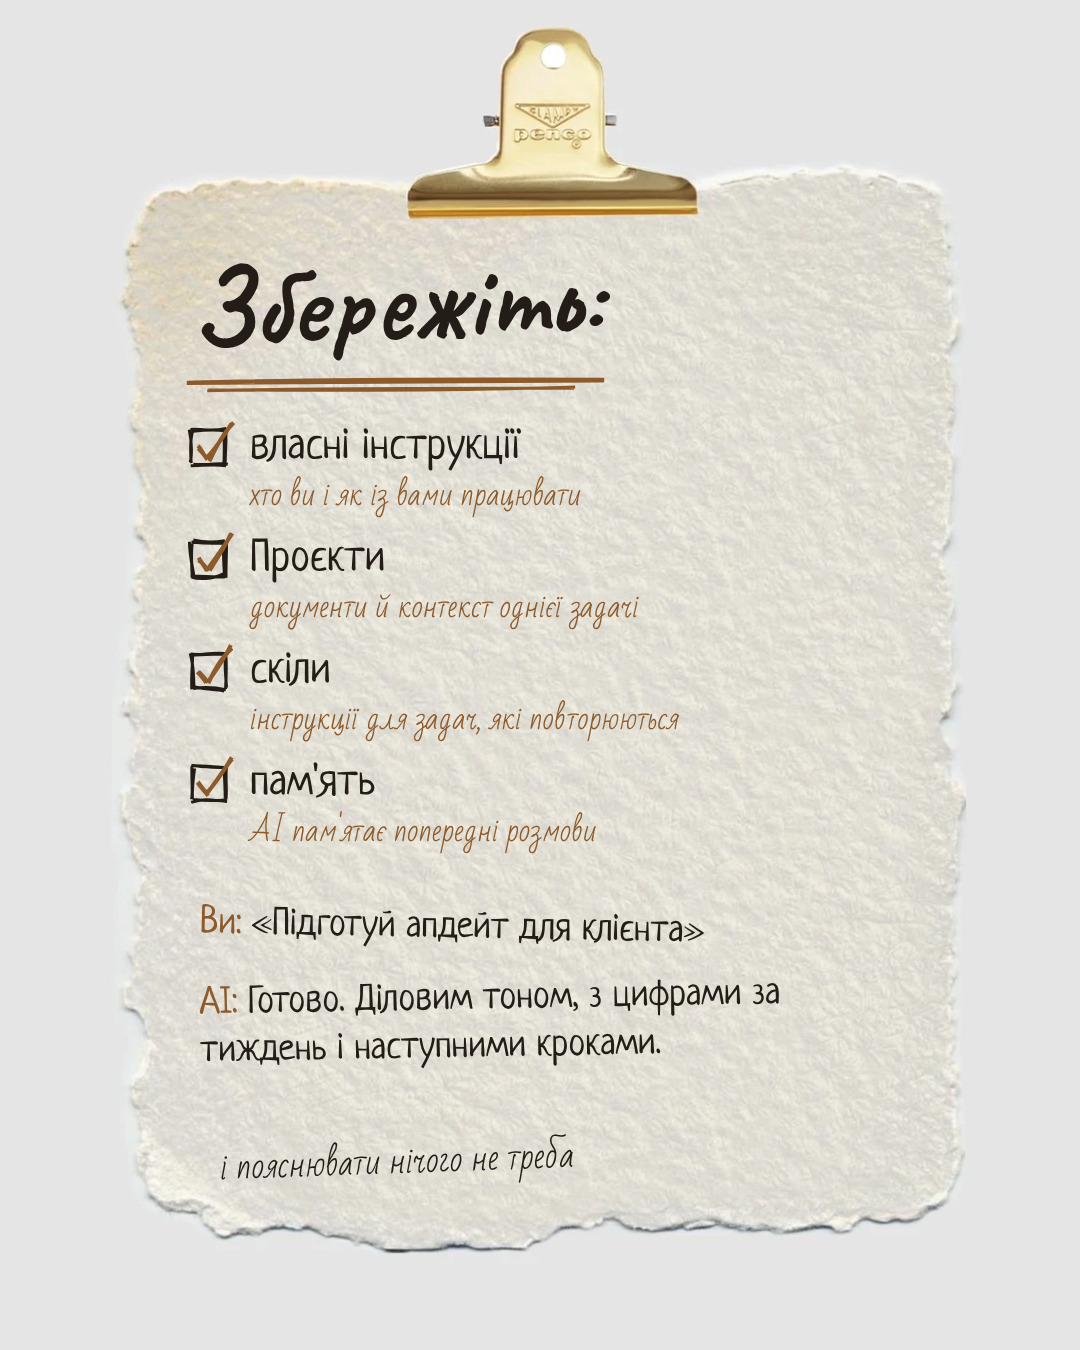 CLAMPY
penco
Збережіть:
власні інструкції
хто ви і як із вами працювати
Проєкти
документи й контекст однієї задачі
скіли
інструкції для задач, які повторюються
пам'ять
AI пам'ятає попередні розмови
Ви: «Підготуй апдейт для клієнта»
AI: Готово. Діловим тоном, з цифрами за
тиждень і наступними кроками.
і пояснювати нічого не треба